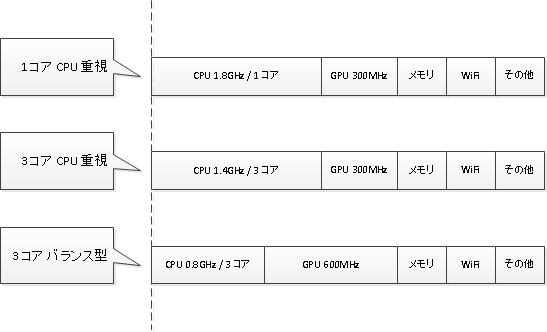 1コア CPU 重視
CPU 1.8GHz / 1コア
GPU 300MHz
メモリ
WiFi
その他
3コア CPU 重視
CPU 1.4GHz / 3コア
GPU 300MHz
メモリ
WiFi
その他
3コア バランス型
CPU 0.8GHz / 3コア
GPU 600MHz
メモリ
WiFi
その他